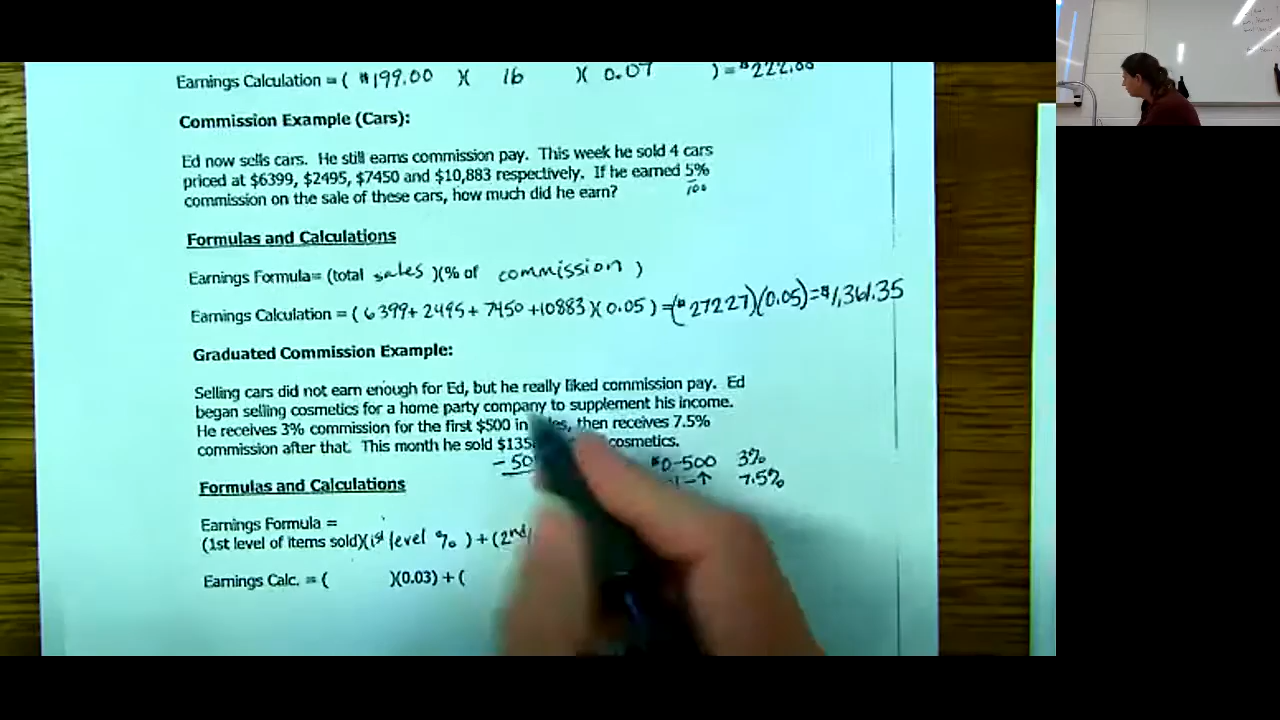 Earnings Calculation = ( $199.00 )( 16 )( 0.07 ) = $222.88
Commission Example (Cars):
Ed now sells cars. He still earns commission pay. This week he sold 4 cars
priced at $6399, $2495, $7450 and $10,883 respectively. If he earned 5%
100
commission on the sale of these cars, how much did he earn?
Formulas and Calculations
Earnings Formula= (total sales )(% of commission )
Earnings Calculation = ( 6399+ 2495+ 7450 +10883)(0.05) =($27227)(0.05)=$1,361.35
Graduated Commission Example:
Selling cars did not earn enough for Ed, but he really liked commission pay. Ed
began selling cosmetics for a home party company to supplement his income.
He receives 3% commission for the first $500 in then receives 7.5%
commission after that. This month he sold cosmetics.
$0-500 3%
7.5%
Formulas and Calculations
Earnings Formula =
(1st level of items sold)(1st level % ) + (2nd
Earnings Calc. = ( )(0.03) + (